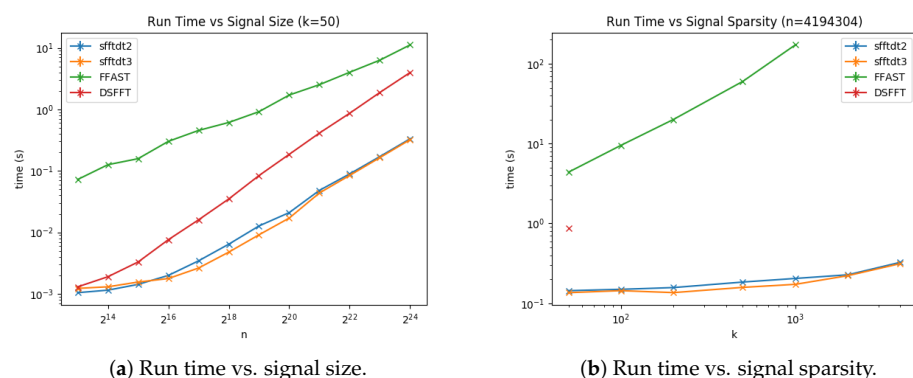 Run Time vs Signal Size (k=50)
sfftdt2
sfftdt3
FFAST
DSFFT
10^1
10^0
10^-1
10^-2
10^-3
time (s)
2^14
2^16
2^18
2^20
2^22
2^24
n
(a) Run time vs. signal size.
Run Time vs Signal Sparsity (n=4194304)
sfftdt2
sfftdt3
FFAST
DSFFT
10^2
10^1
10^0
10^-1
time (s)
10^2
10^3
k
(b) Run time vs. signal sparsity.